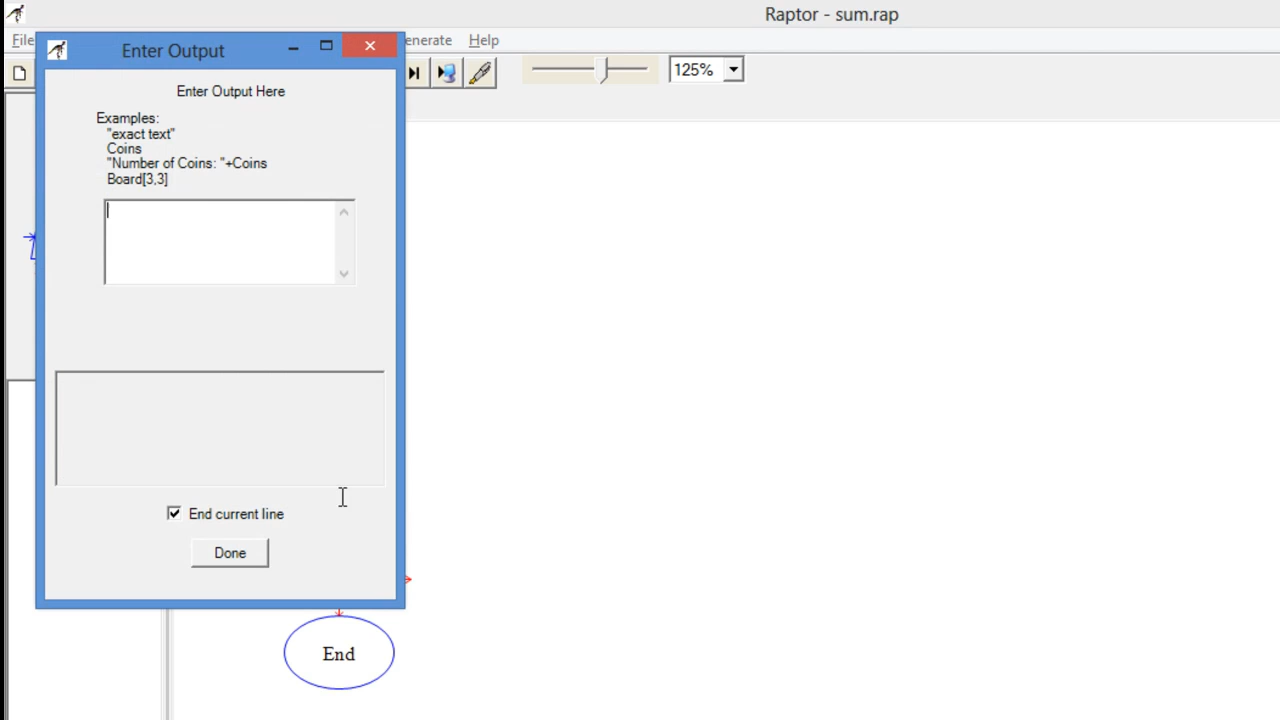 Raptor - sum.rap
File
enerate
Help
125%
Enter Output
Enter Output Here
Examples:
"exact text"
Coins
"Number of Coins: "+Coins
Board[3,3]
End current line
Done
End